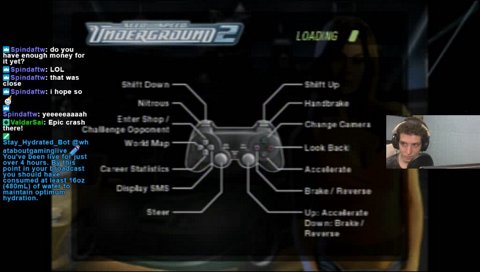 NEED FOR SPEED
UNDERGROUND 2
LOADING
Spindaftw: do you
have enough money for
it yet?
Spindaftw: LOL
Spindaftw: that was
close
Spindaftw: i hope so
Spindaftw: yeeeeeaaaah
ValdarSai: Epic crash
there!
Stay_Hydrated_Bot @wh
ataboutgaminglive
You've been live for just
over 4 hours. By this
point in your broadcast
you should have
consumed at least 16oz
(480mL) of water to
maintain optimum
hydration.
Shift Down
Nitrous
Enter Shop /
Challenge Opponent
World Map
Career Statistics
Display SMS
Steer
Shift Up
Handbrake
Change Camera
Look Back
Accelerate
Brake / Reverse
Up: Accelerate
Down: Brake /
Reverse